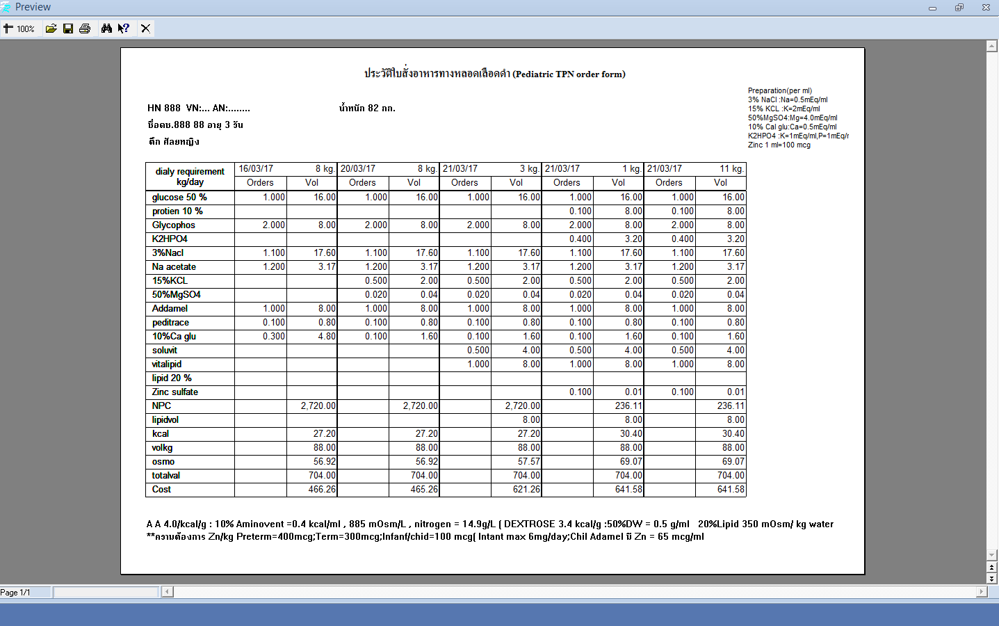 Preview
100%
ประวัติใบสั่งอาหารทางหลอดเลือดดำ (Pediatric TPN order form)
Preparation(per ml)
3% NaCl :Na=0.5mEq/ml
15% KCL :K=2mEq/ml
50%MgSO4:Mg=4.0mEq/ml
10% Cal glu:Ca=0.5mEq/ml
K2HPO4 :K=1mEq/ml,P=1mEq/r
Zinc 1 ml=100 mcg
HN 888 VN:... AN:........ น้ำหนัก 82 กก.
ชื่อดช.888 88 อายุ 3 วัน
ตึก ศัลยหญิง
dialy requirement kg/day 16/03/17 8 kg. 20/03/17 8 kg. 21/03/17 3 kg. 21/03/17 1 kg. 21/03/17 11 kg.
Orders Vol Orders Vol Orders Vol Orders Vol Orders Vol
glucose 50 % 1.000 16.00 1.000 16.00 1.000 16.00 1.000 16.00 1.000 16.00
protien 10 % 0.100 8.00 0.100 8.00
Glycophos 2.000 8.00 2.000 8.00 2.000 8.00 2.000 8.00 2.000 8.00
K2HPO4 0.400 3.20 0.400 3.20
3%Nacl 1.100 17.60 1.100 17.60 1.100 17.60 1.100 17.60 1.100 17.60
Na acetate 1.200 3.17 1.200 3.17 1.200 3.17 1.200 3.17 1.200 3.17
15%KCL 0.500 2.00 0.500 2.00 0.500 2.00 0.500 2.00
50%MgSO4 0.020 0.04 0.020 0.04 0.020 0.04 0.020 0.04
Addamel 1.000 8.00 1.000 8.00 1.000 8.00 1.000 8.00 1.000 8.00
peditrace 0.100 0.80 0.100 0.80 0.100 0.80 0.100 0.80 0.100 0.80
10%Ca glu 0.300 4.80 0.100 1.60 0.100 1.60 0.100 1.60 0.100 1.60
soluvit 0.500 4.00 0.500 4.00 0.500 4.00
vitalipid 1.000 8.00 1.000 8.00 1.000 8.00
lipid 20 %
Zinc sulfate 0.100 0.01 0.100 0.01
NPC 2,720.00 2,720.00 2,720.00 236.11 236.11
lipidvol 8.00 8.00 8.00
kcal 27.20 27.20 27.20 30.40 30.40
volkg 88.00 88.00 88.00 88.00 88.00
osmo 56.92 56.92 57.57 69.07 69.07
totalval 704.00 704.00 704.00 704.00 704.00
Cost 466.26 465.26 621.26 641.58 641.58
A A 4.0/kcal/g : 10% Aminovent =0.4 kcal/ml , 885 mOsm/L , nitrogen = 14.9g/L ( DEXTROSE 3.4 kcal/g :50%DW = 0.5 g/ml 20%Lipid 350 mOsm/ kg water
**ความต้องการ Zn/kg Preterm=400mcg;Term=300mcg;Infanf/chid=100 mcg( Intant max 6mg/day;Chil Adamel มี Zn = 65 mcg/ml
Page 1/1